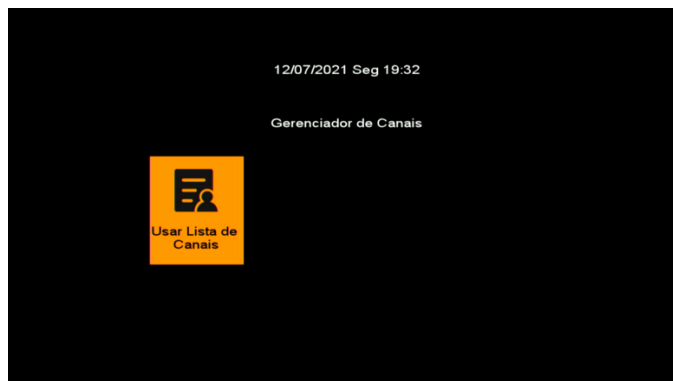 12/07/2021 Seg 19:32
Gerenciador de Canais
Usar Lista de
Canais